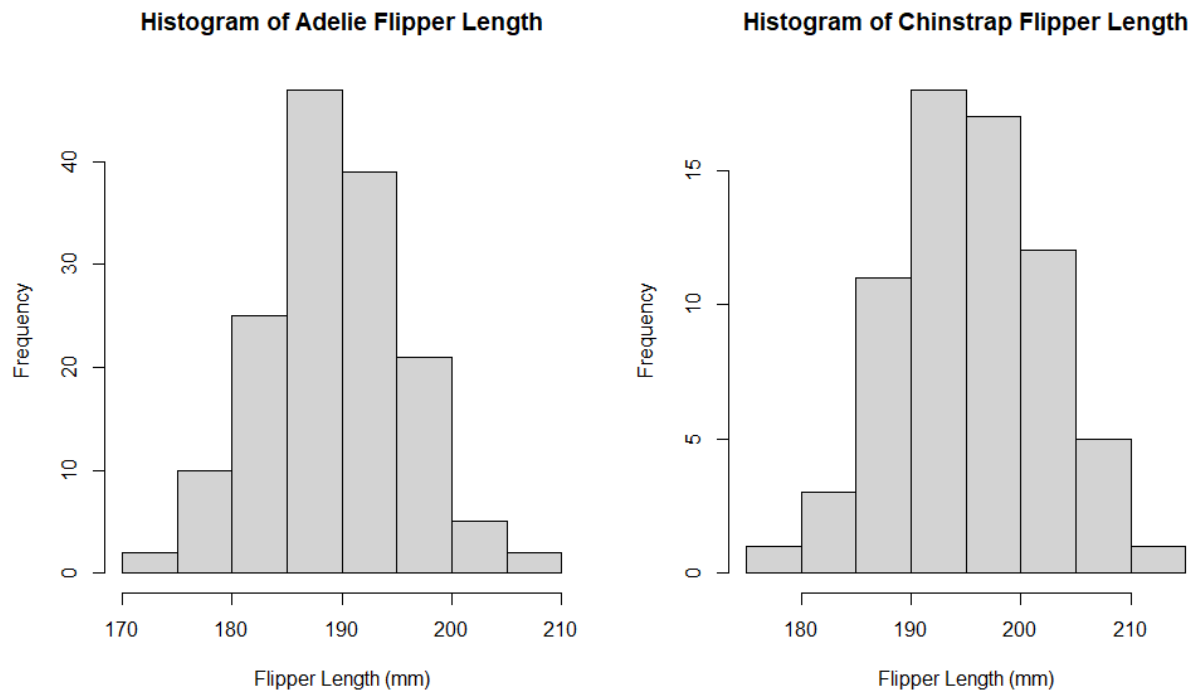 Histogram of Adelie Flipper Length
Frequency
0 10 20 30 40
170 180 190 200 210
Flipper Length (mm)
Histogram of Chinstrap Flipper Length
Frequency
0 5 10 15
180 190 200 210
Flipper Length (mm)